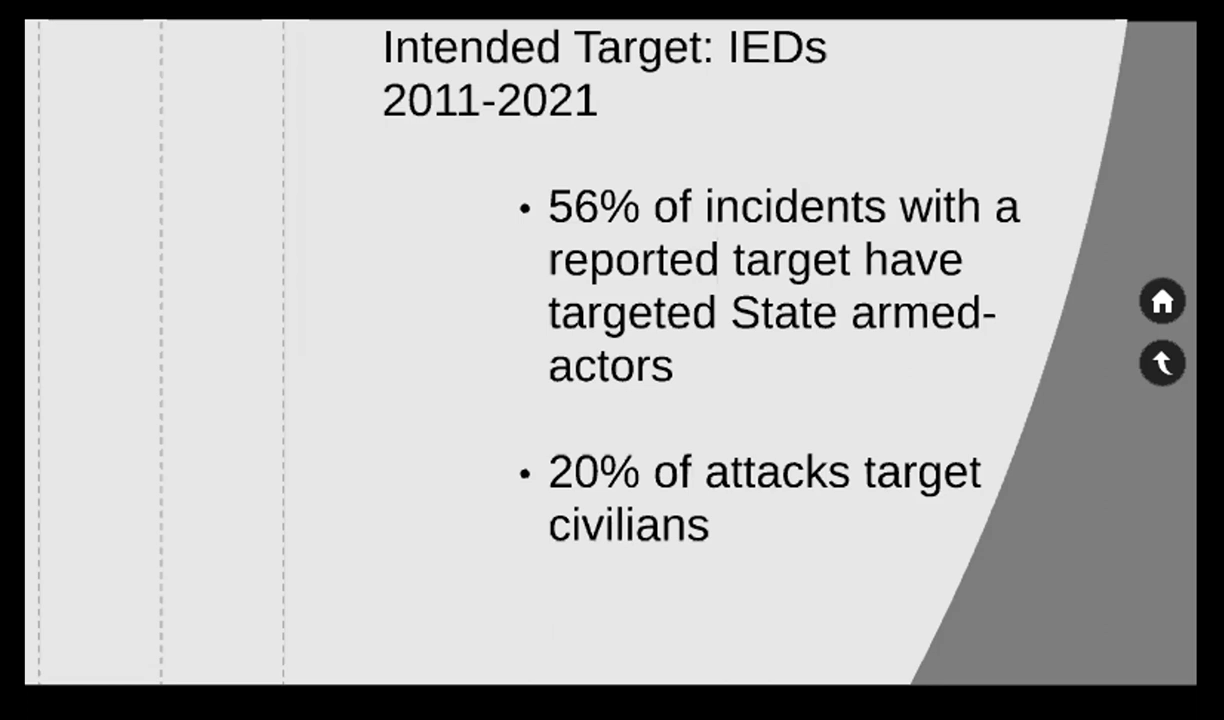 Intended Target: IEDs
2011-2021
• 56% of incidents with a
reported target have
targeted State armed-
actors
• 20% of attacks target
civilians